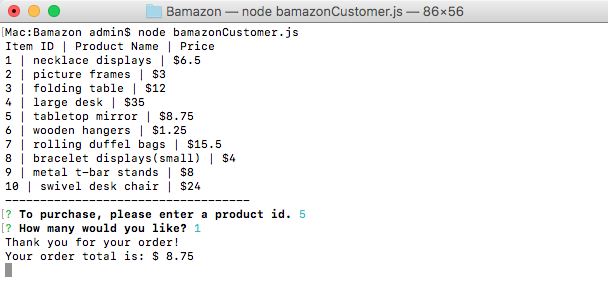 Bamazon — node bamazonCustomer.js — 86×56
[Mac:Bamazon admin$ node bamazonCustomer.js
Item ID | Product Name | Price
1 | necklace displays | $6.5
2 | picture frames | $3
3 | folding table | $12
4 | large desk | $35
5 | tabletop mirror | $8.75
6 | wooden hangers | $1.25
7 | rolling duffel bags | $15.5
8 | bracelet displays(small) | $4
9 | metal t-bar stands | $8
10 | swivel desk chair | $24
-----------------------------------
[? To purchase, please enter a product id. 5
[? How many would you like? 1
Thank you for your order!
Your order total is: $ 8.75